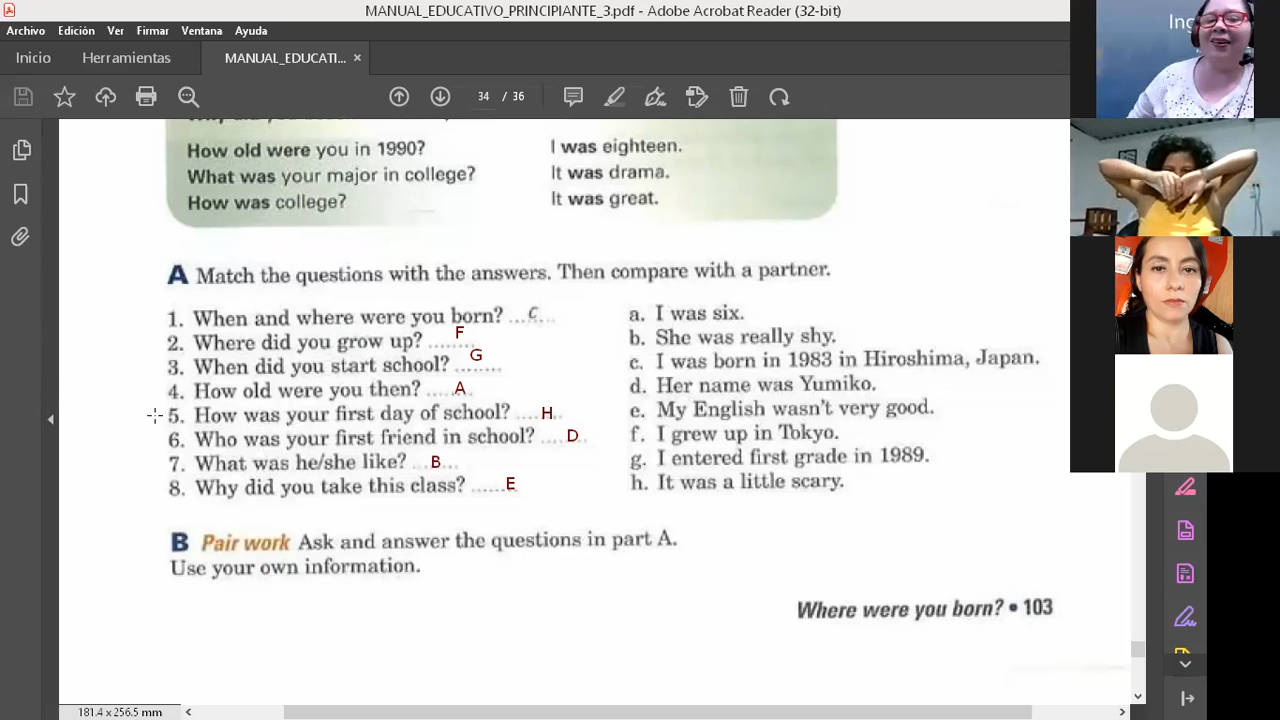 MANUAL_EDUCATIVO_PRINCIPIANTE_3.pdf - Adobe Acrobat Reader (32-bit)
Archivo Edición Ver Firmar Ventana Ayuda
Inicio Herramientas MANUAL_EDUCATI... ×
34 / 36
How old were you in 1990? I was eighteen.
What was your major in college? It was drama.
How was college? It was great.
A Match the questions with the answers. Then compare with a partner.
1. When and where were you born? ...C...
2. Where did you grow up? ........ F
3. When did you start school? ........ G
4. How old were you then? ........ A
5. How was your first day of school? .... H ..
6. Who was your first friend in school? .... D ..
7. What was he/she like? ... B ...
8. Why did you take this class? ...... E
a. I was six.
b. She was really shy.
c. I was born in 1983 in Hiroshima, Japan.
d. Her name was Yumiko.
e. My English wasn't very good.
f. I grew up in Tokyo.
g. I entered first grade in 1989.
h. It was a little scary.
B Pair work Ask and answer the questions in part A.
Use your own information.
Where were you born? • 103
181.4 x 256.5 mm